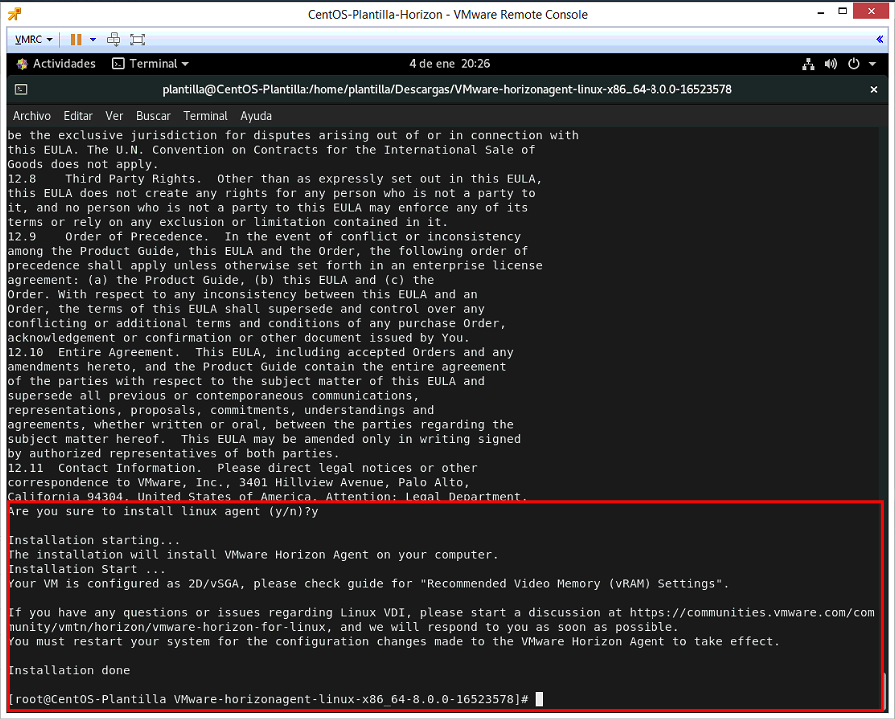 CentOS-Plantilla-Horizon - VMware Remote Console
VMRC
Actividades Terminal 4 de ene 20:26
plantilla@CentOS-Plantilla:/home/plantilla/Descargas/VMware-horizonagent-linux-x86_64-8.0.0-16523578
Archivo Editar Ver Buscar Terminal Ayuda
be the exclusive jurisdiction for disputes arising out of or in connection with
this EULA. The U.N. Convention on Contracts for the International Sale of
Goods does not apply.
12.8 Third Party Rights. Other than as expressly set out in this EULA,
this EULA does not create any rights for any person who is not a party to
it, and no person who is not a party to this EULA may enforce any of its
terms or rely on any exclusion or limitation contained in it.
12.9 Order of Precedence. In the event of conflict or inconsistency
among the Product Guide, this EULA and the Order, the following order of
precedence shall apply unless otherwise set forth in an enterprise license
agreement: (a) the Product Guide, (b) this EULA and (c) the
Order. With respect to any inconsistency between this EULA and an
Order, the terms of this EULA shall supersede and control over any
conflicting or additional terms and conditions of any purchase Order,
acknowledgement or confirmation or other document issued by You.
12.10 Entire Agreement. This EULA, including accepted Orders and any
amendments hereto, and the Product Guide contain the entire agreement
of the parties with respect to the subject matter of this EULA and
supersede all previous or contemporaneous communications,
representations, proposals, commitments, understandings and
agreements, whether written or oral, between the parties regarding the
subject matter hereof. This EULA may be amended only in writing signed
by authorized representatives of both parties.
12.11 Contact Information. Please direct legal notices or other
correspondence to VMware, Inc., 3401 Hillview Avenue, Palo Alto,
California 94304, United States of America, Attention: Legal Department.
Are you sure to install linux agent (y/n)?y
Installation starting...
The installation will install VMware Horizon Agent on your computer.
Installation Start ...
Your VM is configured as 2D/vSGA, please check guide for "Recommended Video Memory (vRAM) Settings".
If you have any questions or issues regarding Linux VDI, please start a discussion at https://communities.vmware.com/com
munity/vmtn/horizon/vmware-horizon-for-linux, and we will respond to you as soon as possible.
You must restart your system for the configuration changes made to the VMware Horizon Agent to take effect.
Installation done
[root@CentOS-Plantilla VMware-horizonagent-linux-x86_64-8.0.0-16523578]#